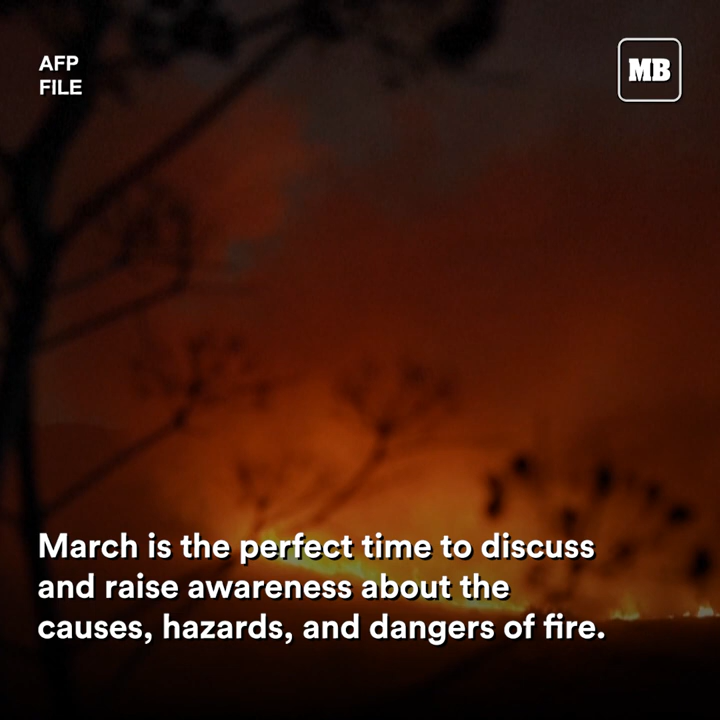 AFP
FILE
MB
March is the perfect time to discuss
and raise awareness about the
causes, hazards, and dangers of fire.